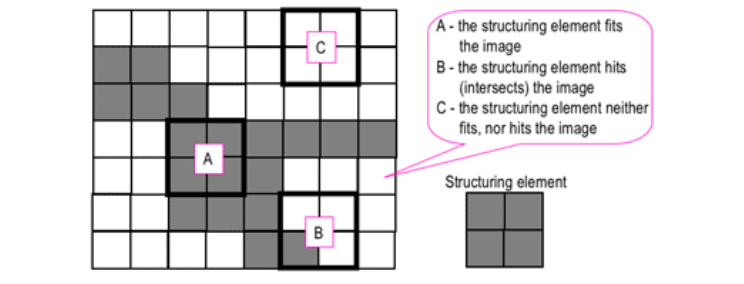 C
A - the structuring element fits
the image
B - the structuring element hits
(intersects) the image
C - the structuring element neither
fits, nor hits the image
A
Structuring element
B